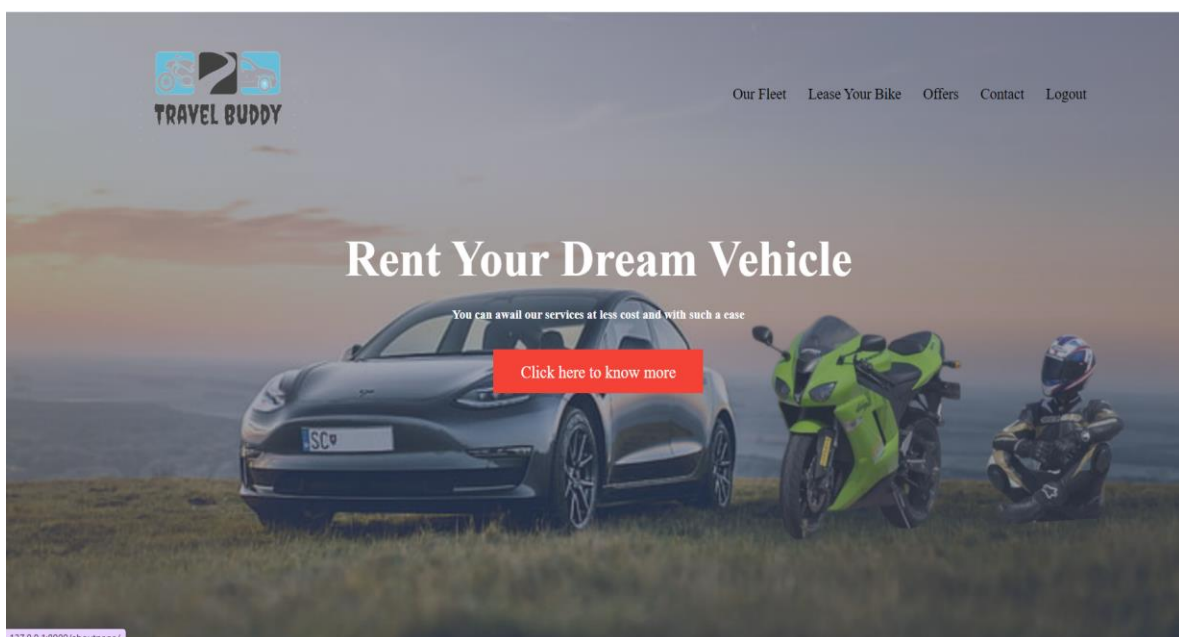 TRAVEL BUDDY
Our Fleet Lease Your Bike Offers Contact Logout
Rent Your Dream Vehicle
You can awail our services at less cost and with such a ease
Click here to know more
SC